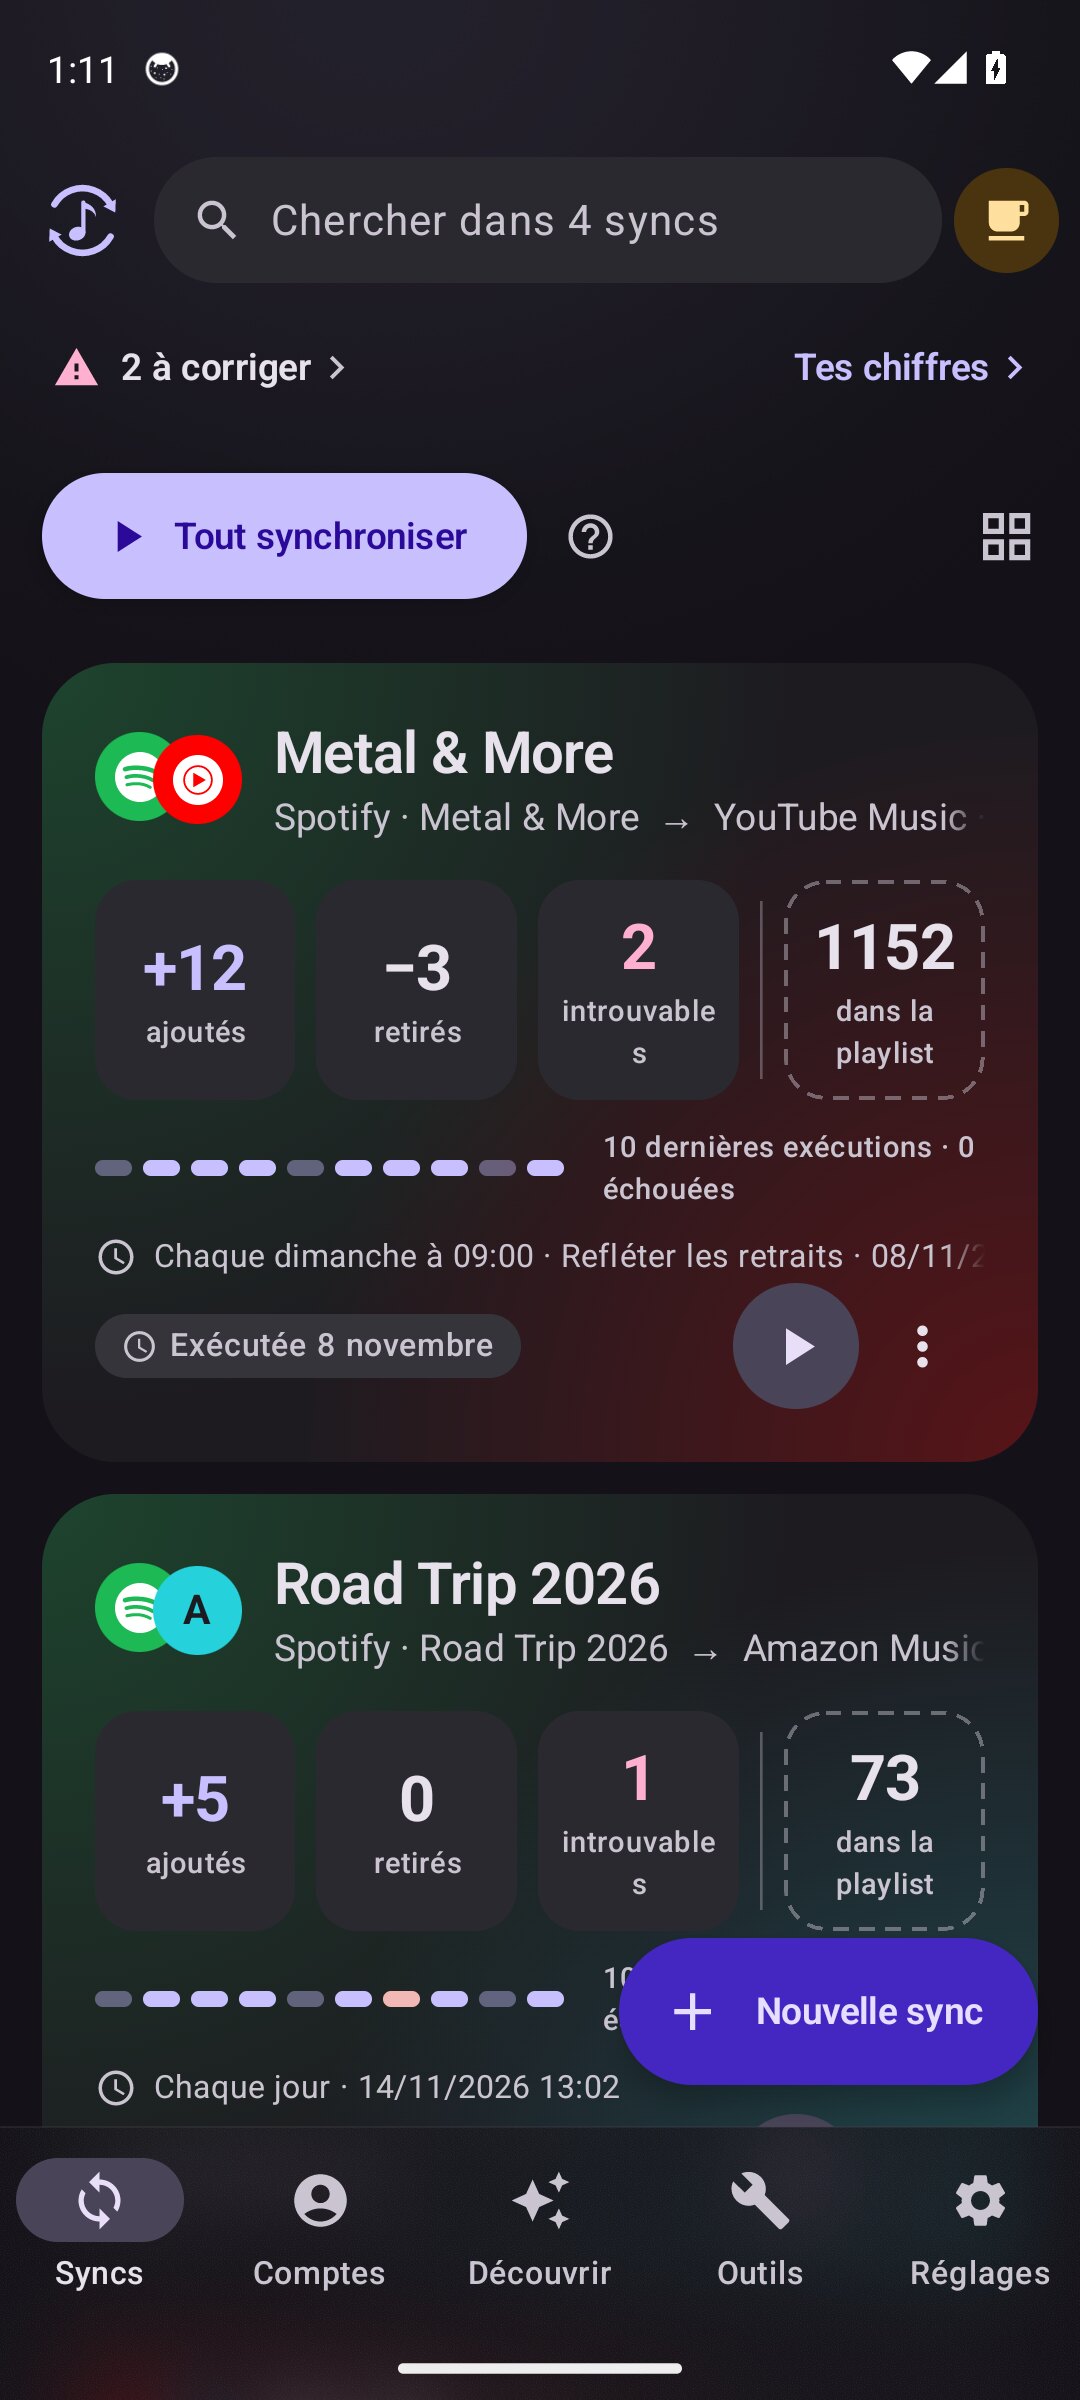 1:11
Chercher dans 4 syncs
2 à corriger
Tes chiffres
Tout synchroniser
Metal & More
Spotify · Metal & More → YouTube Music
+12
ajoutés
−3
retirés
2
introuvable
s
1152
dans la
playlist
10 dernières exécutions · 0
échouées
Chaque dimanche à 09:00 · Refléter les retraits · 08/11/2
Exécutée 8 novembre
A
Road Trip 2026
Spotify · Road Trip 2026 → Amazon Music
+5
ajoutés
0
retirés
1
introuvable
s
73
dans la
playlist
Nouvelle sync
Chaque jour · 14/11/2026 13:02
Syncs
Comptes
Découvrir
Outils
Réglages